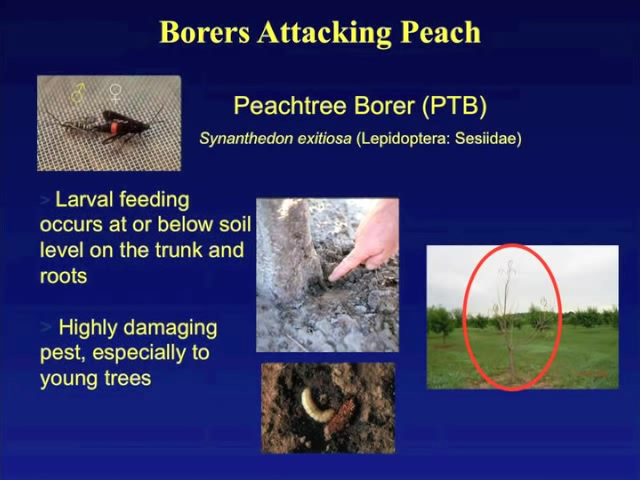 Borers Attacking Peach
♂ ♀
Peachtree Borer (PTB)
Synanthedon exitiosa (Lepidoptera: Sesiidae)
> Larval feeding
occurs at or below soil
level on the trunk and
roots
> Highly damaging
pest, especially to
young trees